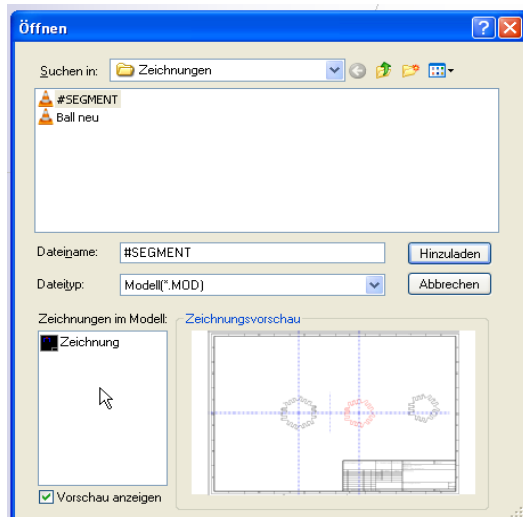 Öffnen
Suchen in: Zeichnungen
#SEGMENT
Ball neu
Dateiname: #SEGMENT Hinzuladen
Dateityp: Modell(*.MOD) Abbrechen
Zeichnungen im Modell: Zeichnungsvorschau
Zeichnung
Vorschau anzeigen